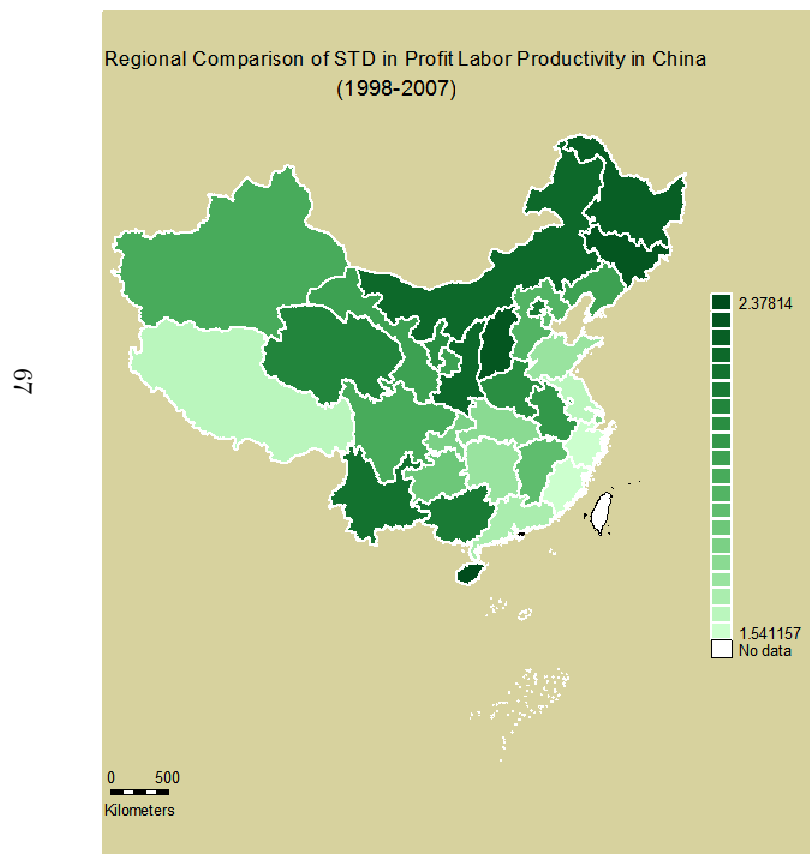 Regional Comparison of STD in Profit Labor Productivity in China
(1998-2007)
67
2.37814
1.541157
No data
0 500
Kilometers